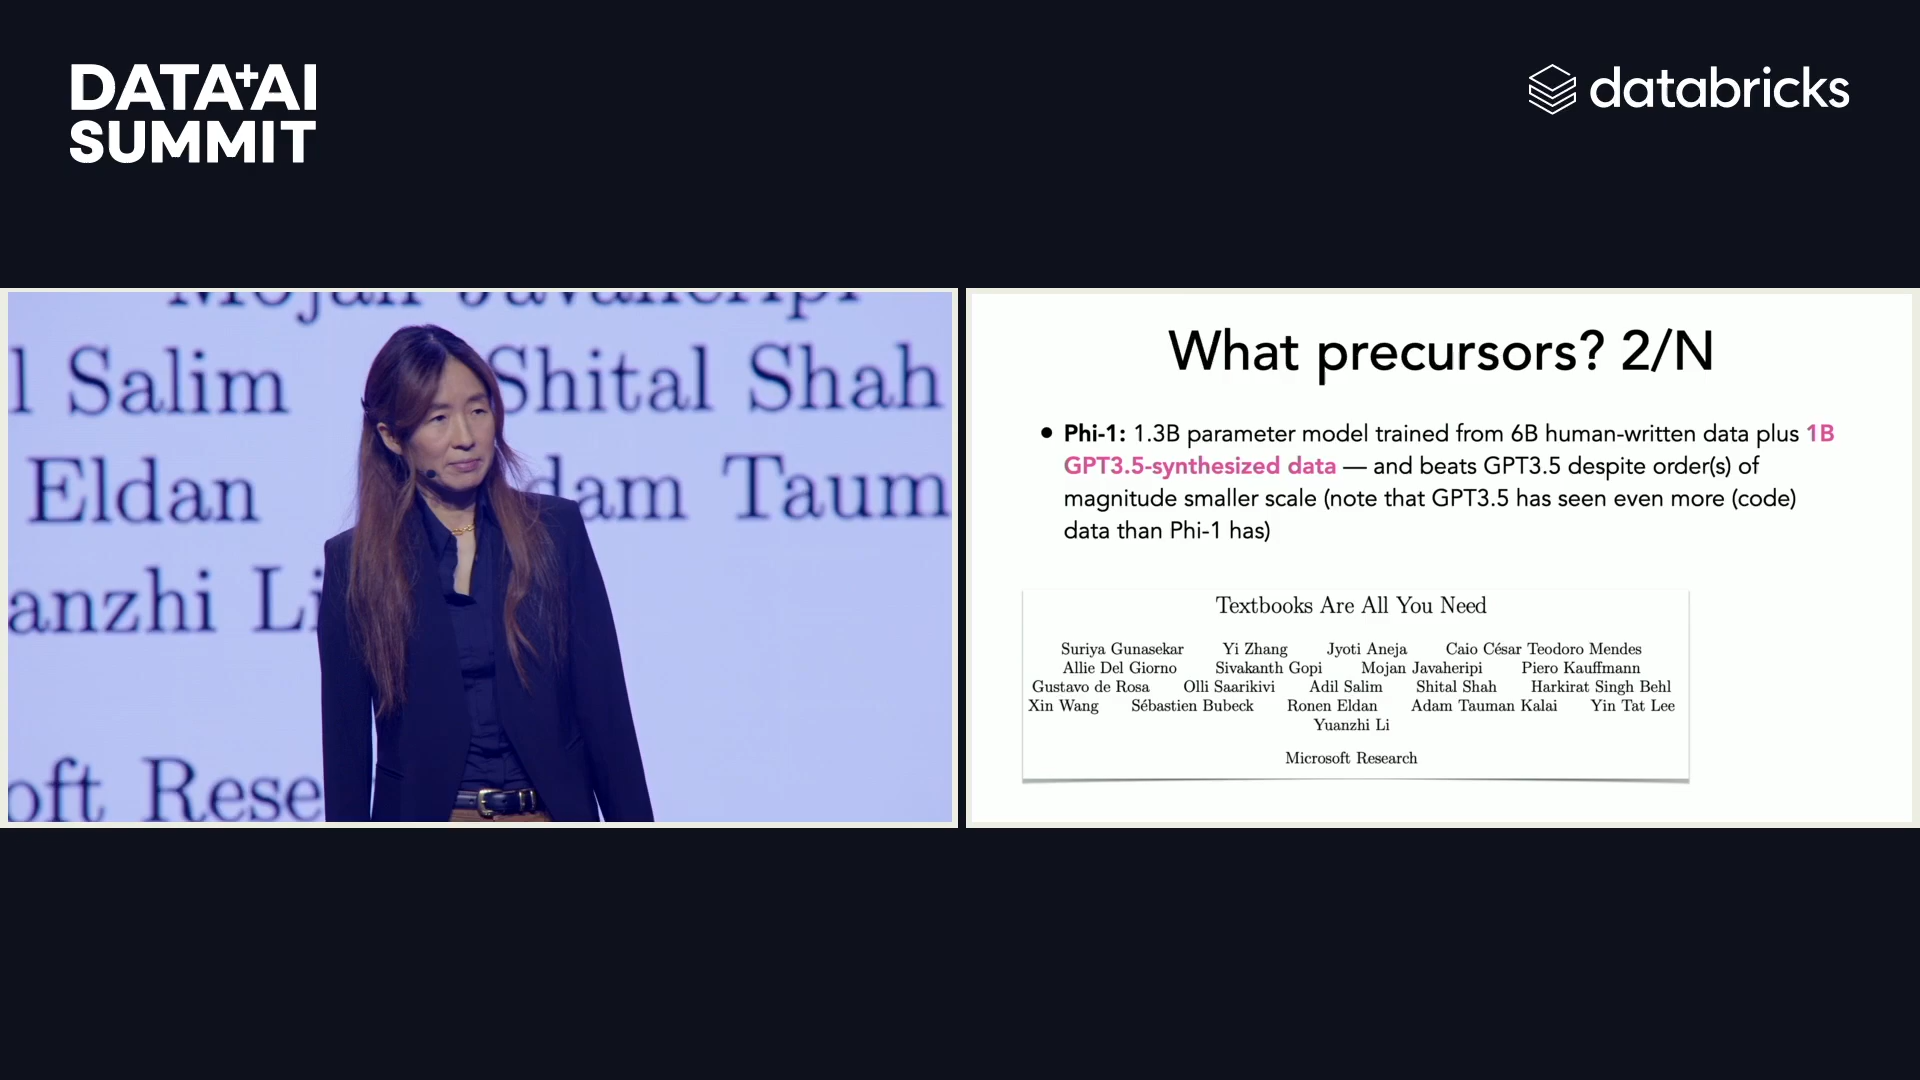 DATA+AI
SUMMIT
databricks
Mojan Javaheripi
l Salim Shital Shah
Eldan dam Taum
anzhi Li
oft Rese
What precursors? 2/N
• Phi-1: 1.3B parameter model trained from 6B human-written data plus 1B
GPT3.5-synthesized data — and beats GPT3.5 despite order(s) of
magnitude smaller scale (note that GPT3.5 has seen even more (code)
data than Phi-1 has)
Textbooks Are All You Need
Suriya Gunasekar Yi Zhang Jyoti Aneja Caio César Teodoro Mendes
Allie Del Giorno Sivakanth Gopi Mojan Javaheripi Piero Kauffmann
Gustavo de Rosa Olli Saarikivi Adil Salim Shital Shah Harkirat Singh Behl
Xin Wang Sébastien Bubeck Ronen Eldan Adam Tauman Kalai Yin Tat Lee
Yuanzhi Li
Microsoft Research